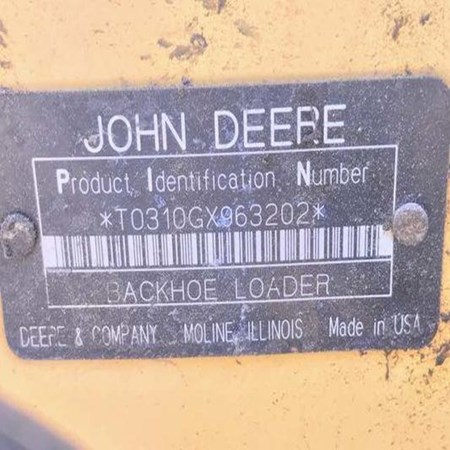 JOHN DEERE
Product Identification Number
*T0310GX963202*
BACKHOE LOADER
DEERE & COMPANY MOLINE, ILLINOIS Made in USA